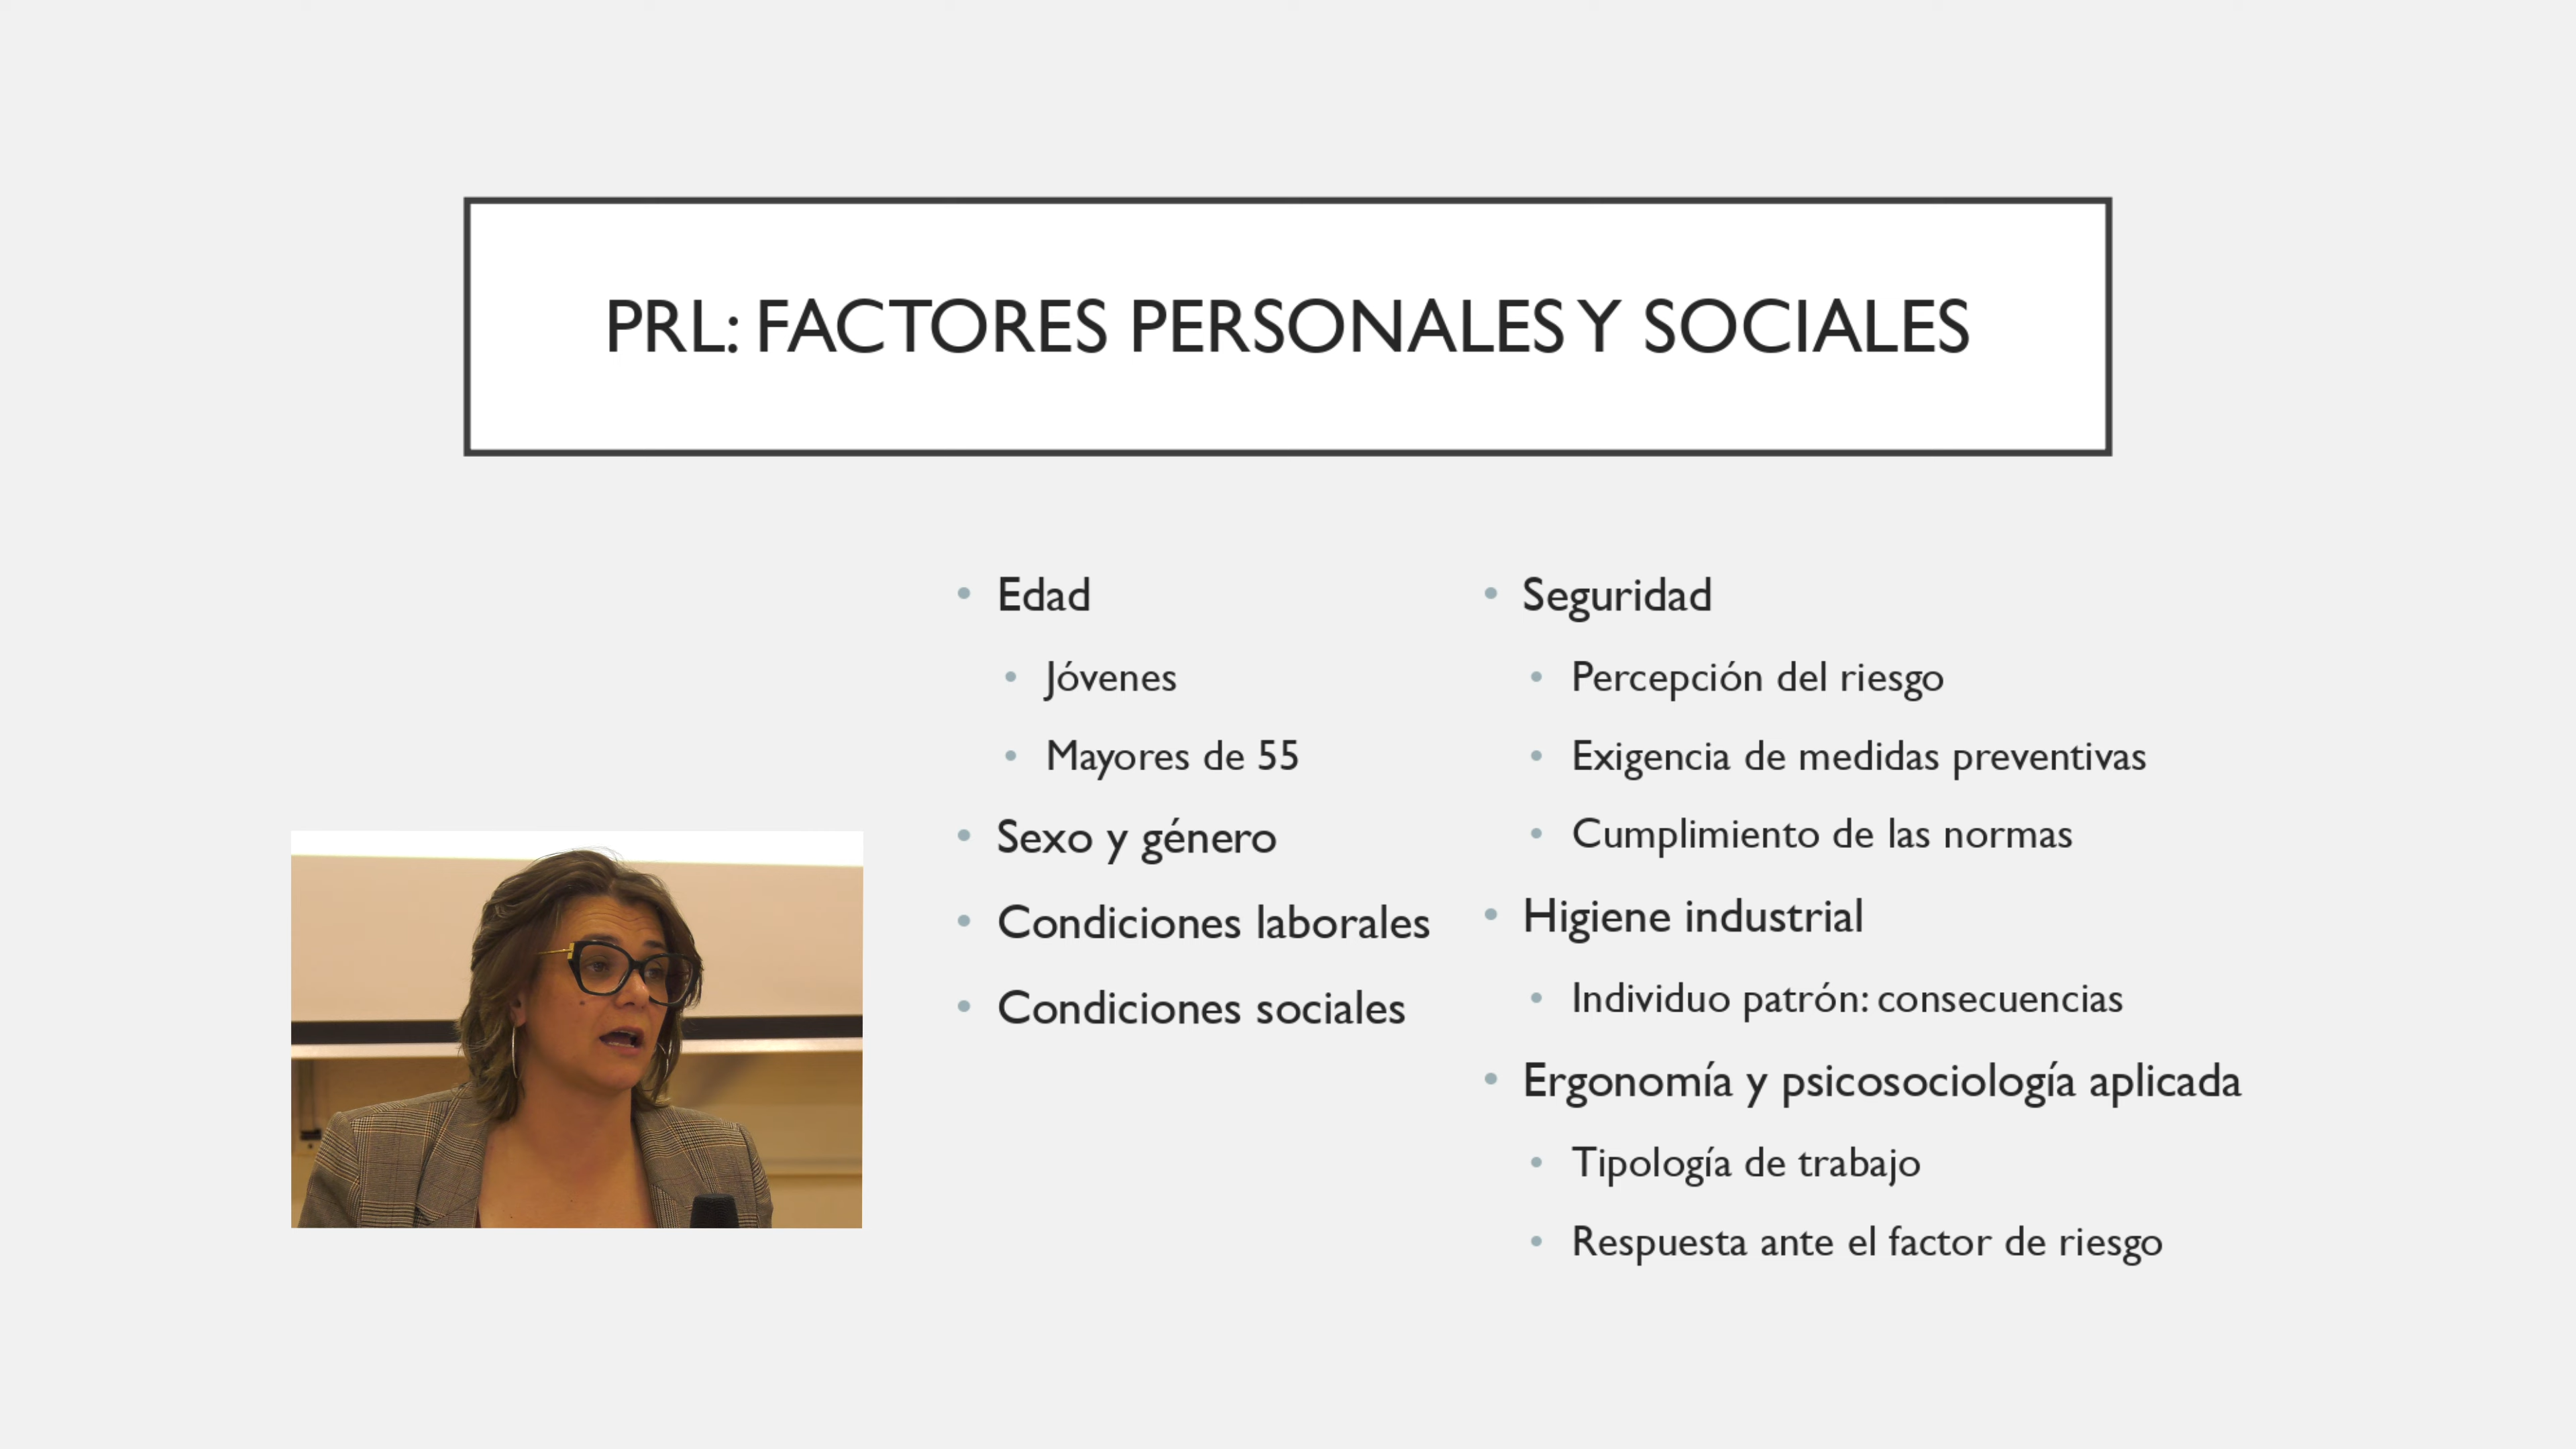 PRL: FACTORES PERSONALES Y SOCIALES
Edad
Jóvenes
Mayores de 55
Sexo y género
Condiciones laborales
Condiciones sociales
Seguridad
Percepción del riesgo
Exigencia de medidas preventivas
Cumplimiento de las normas
Higiene industrial
Individuo patrón: consecuencias
Ergonomía y psicosociología aplicada
Tipología de trabajo
Respuesta ante el factor de riesgo